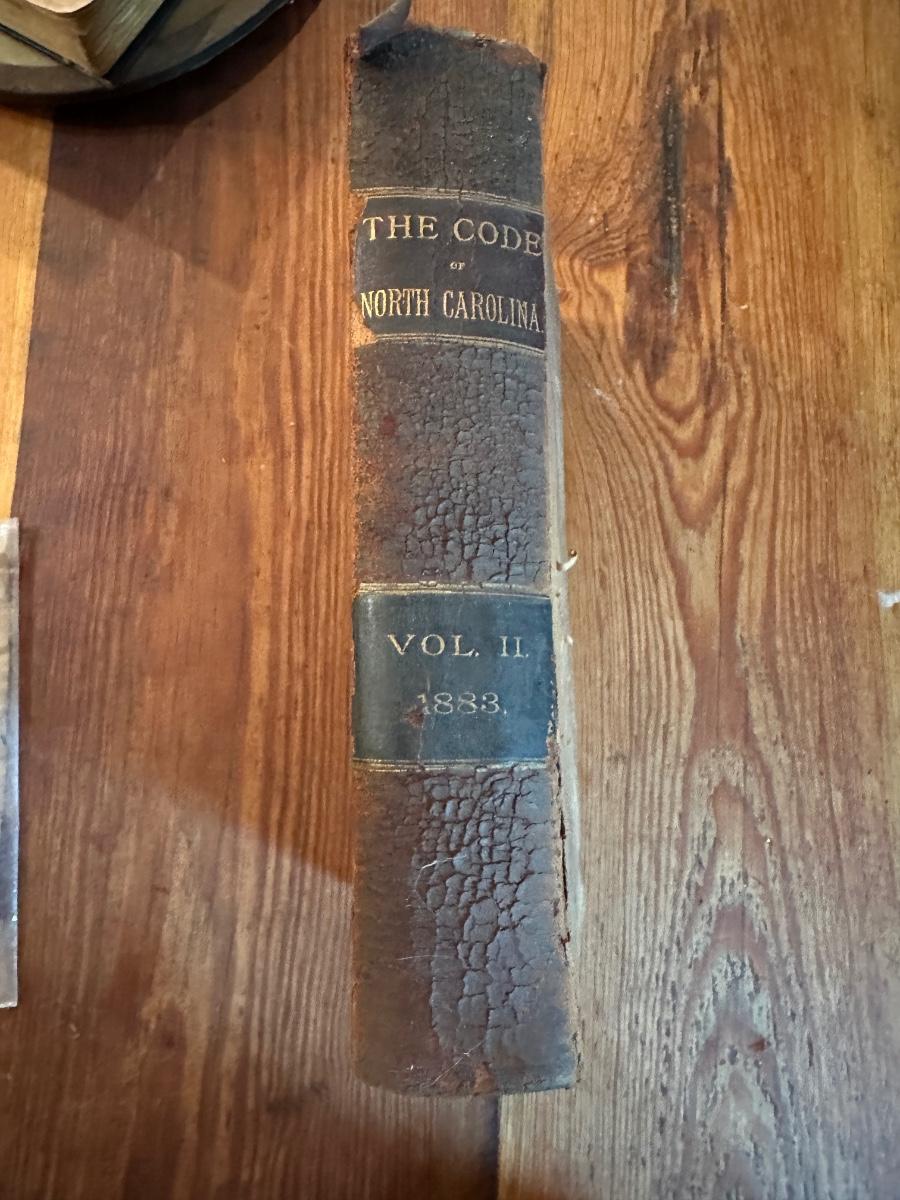 THE CODE
OF
NORTH CAROLINA.
VOL. II.
1883.